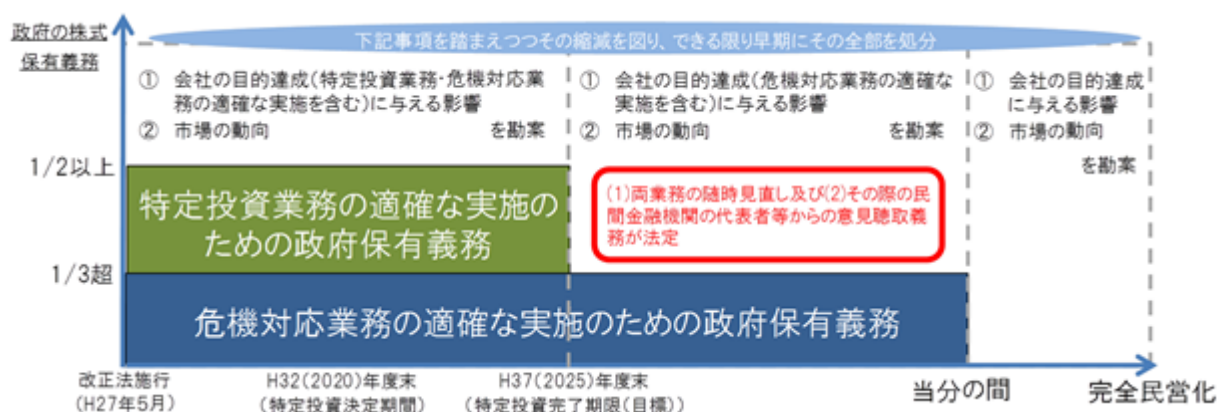 政府の株式
保有義務
下記事項を踏まえつつその縮減を図り、できる限り早期にその全部を処分
① 会社の目的達成(特定投資業務・危機対応業
務の適確な実施を含む)に与える影響
② 市場の動向 を勘案
① 会社の目的達成(危機対応業務の適確な
実施を含む)に与える影響
② 市場の動向 を勘案
① 会社の目的達成
に与える影響
② 市場の動向
を勘案
1/2以上
特定投資業務の適確な実施の
ための政府保有義務
(1)両業務の随時見直し及び(2)その際の民
間金融機関の代表者等からの意見聴取義
務が法定
1/3超
危機対応業務の適確な実施のための政府保有義務
改正法施行
(H27年5月)
H32(2020)年度末
(特定投資決定期間)
H37(2025)年度末
(特定投資完了期限(目標))
当分の間
完全民営化